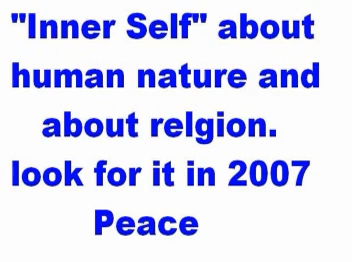 "Inner Self" about
human nature and
about relgion.
look for it in 2007
Peace